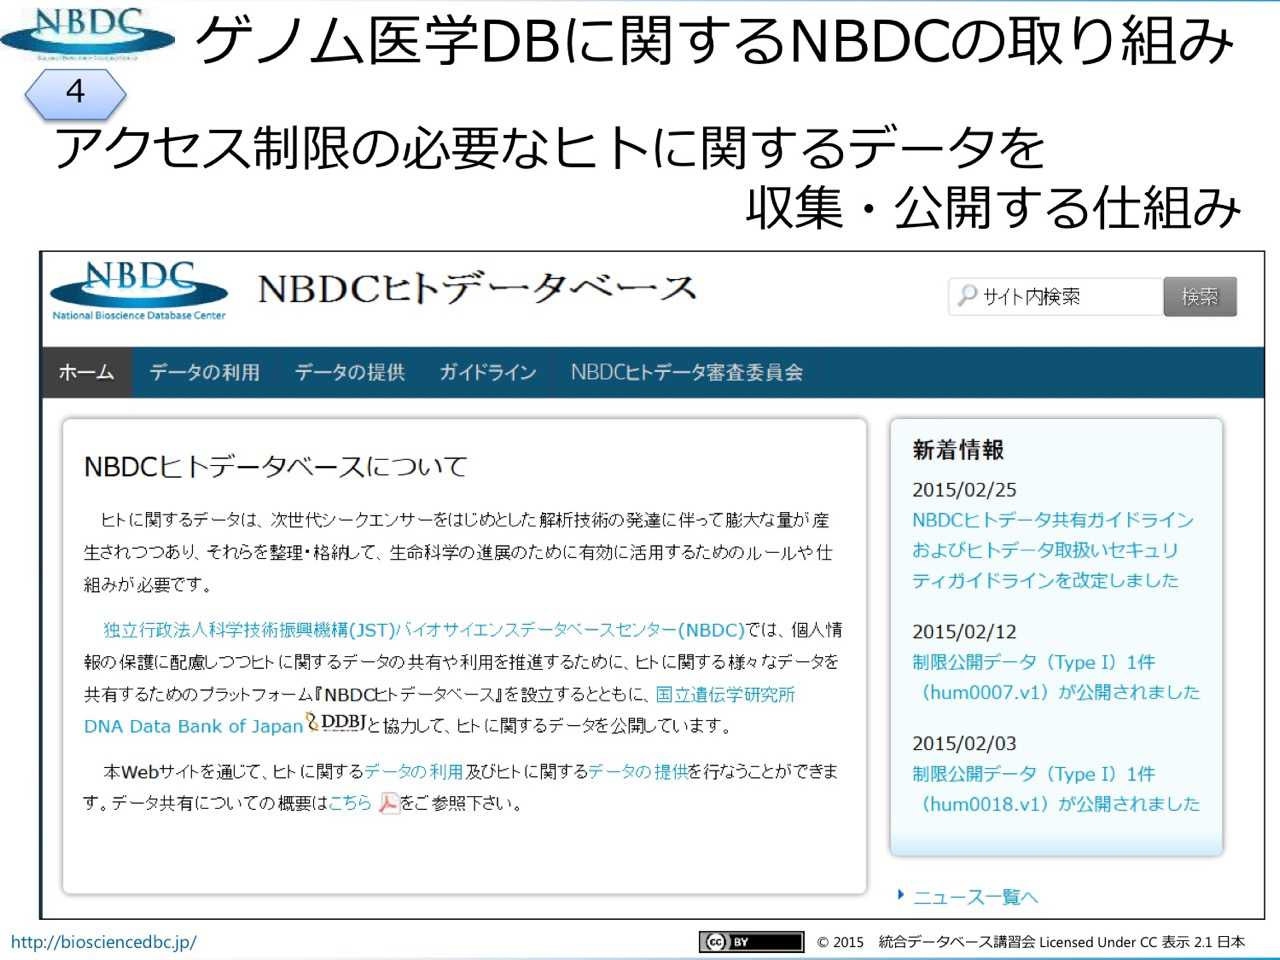 NBDC
ゲノム医学DBに関するNBDCの取り組み
4
アクセス制限の必要なヒトに関するデータを
収集・公開する仕組み
NBDC
National Bioscience Database Center
NBDCヒトデータベース
サイト内検索
検索
ホーム データの利用 データの提供 ガイドライン NBDCヒトデータ審査委員会
NBDCヒトデータベースについて
ヒトに関するデータは、次世代シークエンサーをはじめとした解析技術の発達に伴って膨大な量が産
生されつつあり、それらを整理・格納して、生命科学の進展のために有効に活用するためのルールや仕
組みが必要です。
独立行政法人科学技術振興機構(JST)バイオサイエンスデータベースセンター(NBDC)では、個人情
報の保護に配慮しつつヒトに関するデータの共有や利用を推進するために、ヒトに関する様々なデータを
共有するためのプラットフォーム『NBDCヒトデータベース』を設立するとともに、国立遺伝学研究所
DNA Data Bank of Japan DDBJと協力して、ヒトに関するデータを公開しています。
本Webサイトを通じて、ヒトに関するデータの利用及びヒトに関するデータの提供を行なうことができま
す。データ共有についての概要はこちら をご参照下さい。
新着情報
2015/02/25
NBDCヒトデータ共有ガイドライン
およびヒトデータ取扱いセキュリ
ティガイドラインを改定しました
2015/02/12
制限公開データ（Type I）1件
（hum0007.v1）が公開されました
2015/02/03
制限公開データ（Type I）1件
（hum0018.v1）が公開されました
ニュース一覧へ
http://biosciencedbc.jp/
cc BY
© 2015 統合データベース講習会 Licensed Under CC 表示 2.1 日本